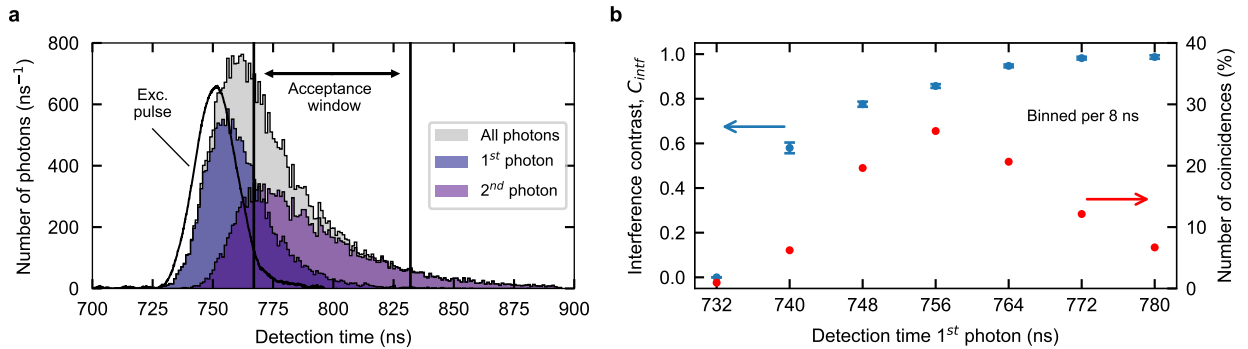 a
800
600
400
200
0
Number of photons (ns⁻¹)
Exc.
pulse
Acceptance
window
All photons
1ˢᵗ photon
2ⁿᵈ photon
700 725 750 775 800 825 850 875 900
Detection time (ns)
b
1.0
0.8
0.6
0.4
0.2
0.0
Interference contrast, C_intf
Binned per 8 ns
40
30
20
10
0
Number of coincidences (%)
732 740 748 756 764 772 780
Detection time 1ˢᵗ photon (ns)